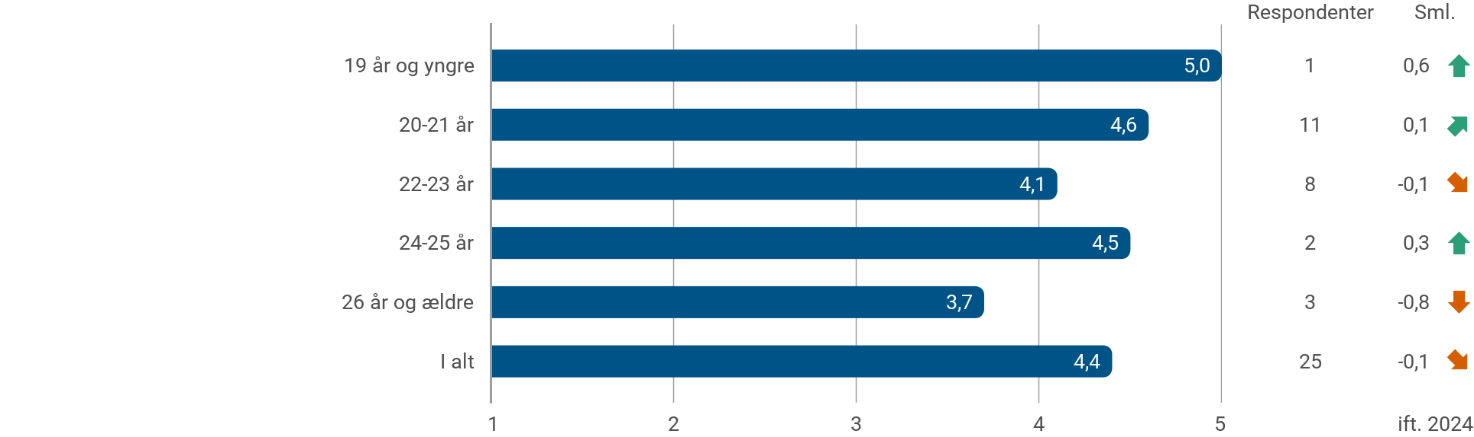 Respondenter Sml.
19 år og yngre 5,0 1 0,6
20-21 år 4,6 11 0,1
22-23 år 4,1 8 -0,1
24-25 år 4,5 2 0,3
26 år og ældre 3,7 3 -0,8
I alt 4,4 25 -0,1
1 2 3 4 5 ift. 2024